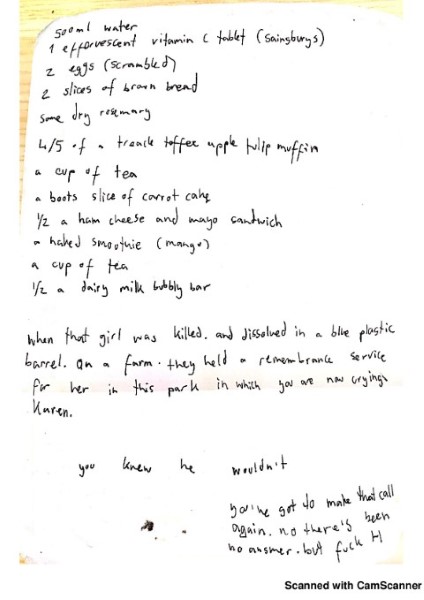 500ml water
1 effervescent vitamin c tablet (Sainsburys)
2 eggs (scrambled)
2 slices of brown bread
some dry rosemary
4/5 of a treacle toffee apple tulip muffin
a cup of tea
a boots slice of carrot cake
1/2 a ham cheese and mayo sandwich
a naked smoothie (mango)
a cup of tea
1/2 a dairy milk bubbly bar
when that girl was killed. and dissolved in a blue plastic
barrel. on a farm. they held a remembrance service
for her in this park in which you are now crying.
Karen.
you knew he wouldn't
you've got to make that call
again. no there's been
no answer. but fuck
Scanned with CamScanner